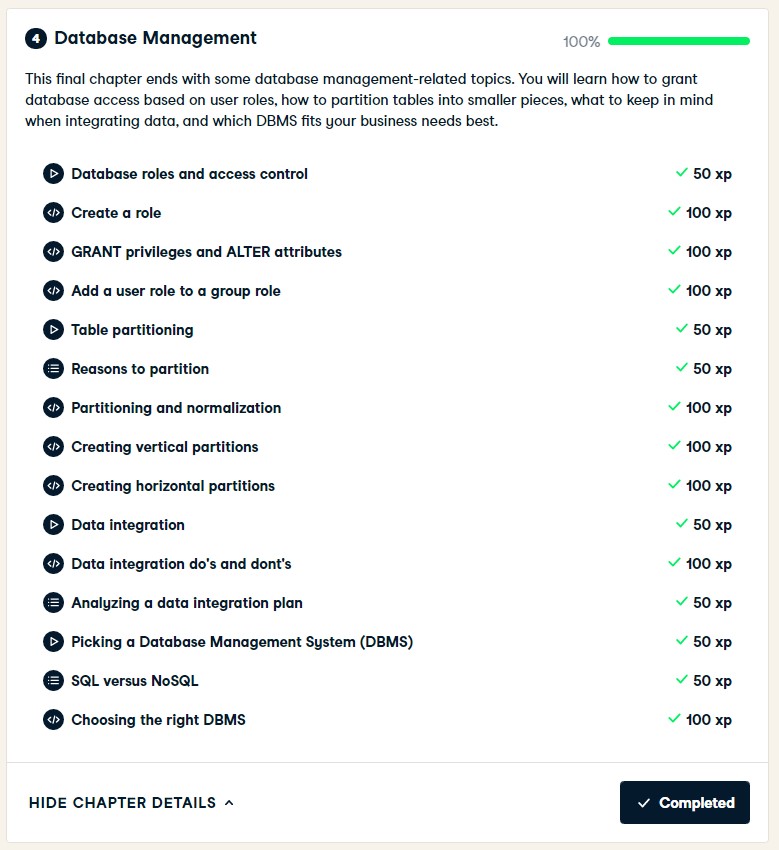 4 Database Management
100%
This final chapter ends with some database management-related topics. You will learn how to grant
database access based on user roles, how to partition tables into smaller pieces, what to keep in mind
when integrating data, and which DBMS fits your business needs best.
Database roles and access control 50 xp
Create a role 100 xp
GRANT privileges and ALTER attributes 100 xp
Add a user role to a group role 100 xp
Table partitioning 50 xp
Reasons to partition 50 xp
Partitioning and normalization 100 xp
Creating vertical partitions 100 xp
Creating horizontal partitions 100 xp
Data integration 50 xp
Data integration do's and dont's 100 xp
Analyzing a data integration plan 50 xp
Picking a Database Management System (DBMS) 50 xp
SQL versus NoSQL 50 xp
Choosing the right DBMS 100 xp
HIDE CHAPTER DETAILS
Completed